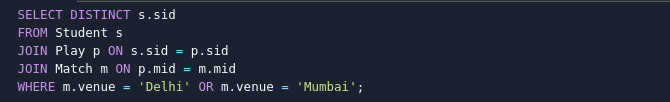 SELECT DISTINCT s.sid
FROM Student s
JOIN Play p ON s.sid = p.sid
JOIN Match m ON p.mid = m.mid
WHERE m.venue = 'Delhi' OR m.venue = 'Mumbai';